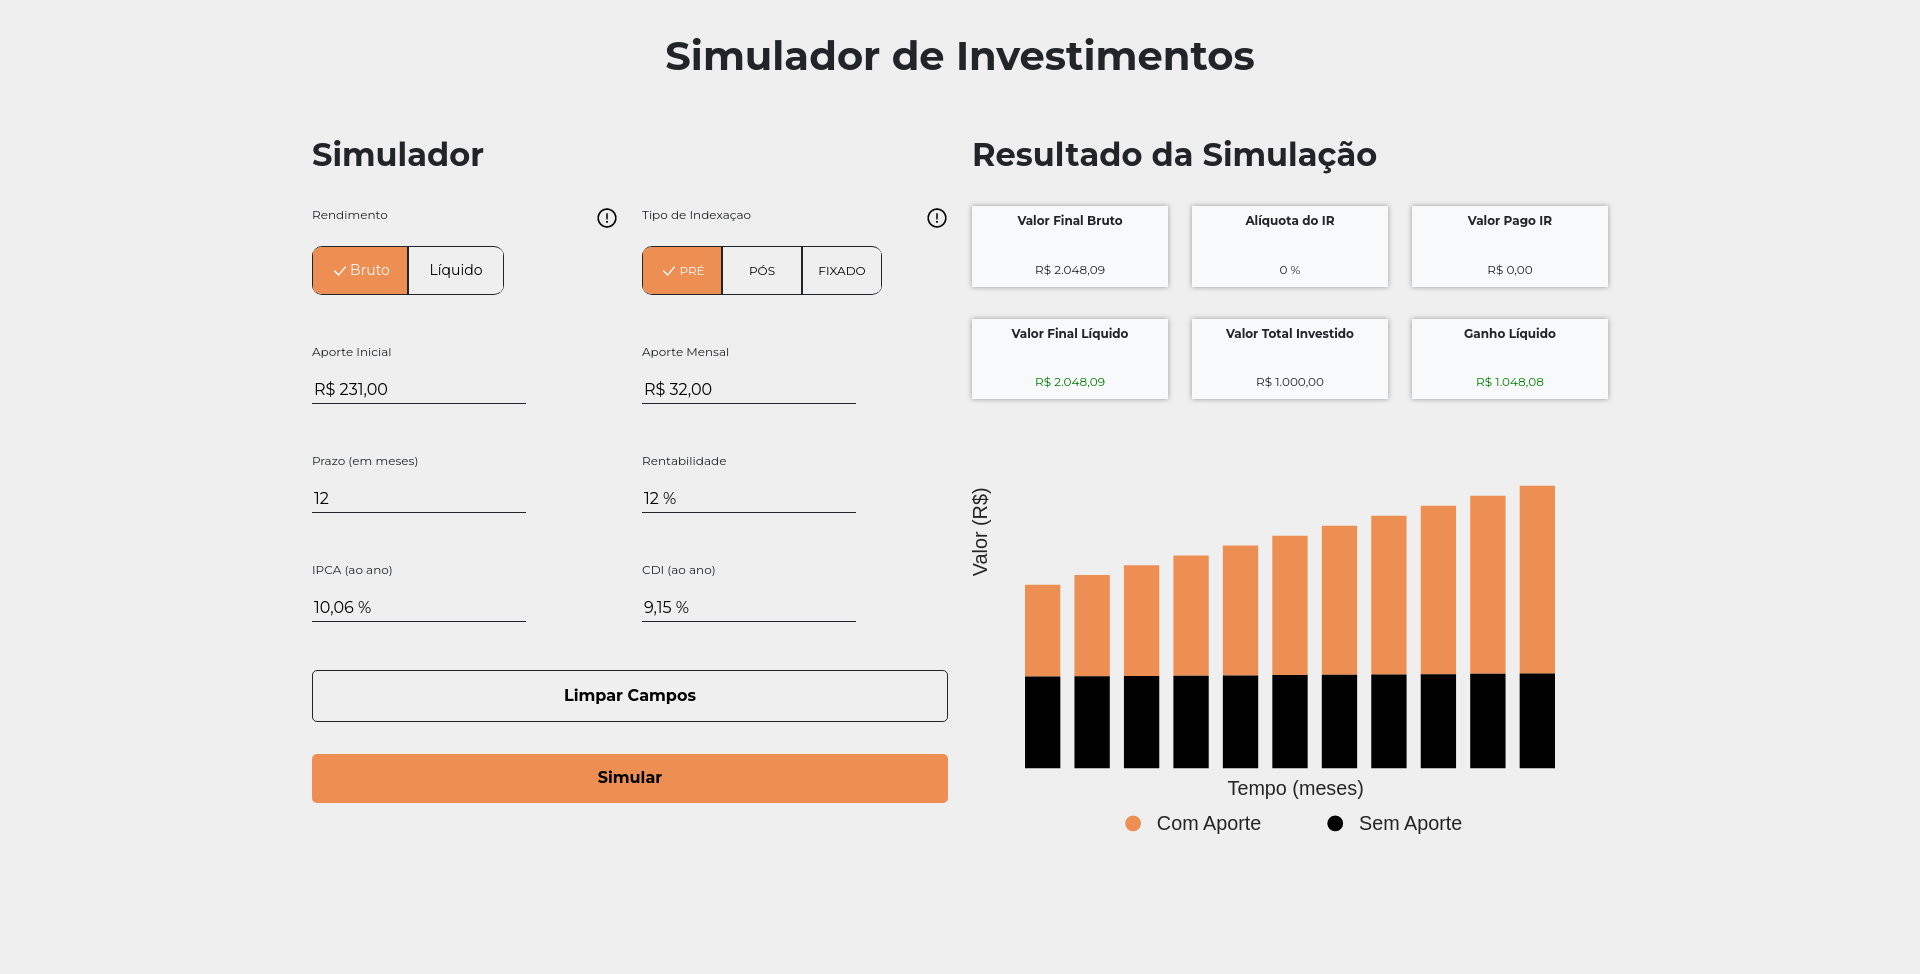 Simulador de Investimentos
Simulador
Rendimento
Tipo de Indexaçao
Bruto
Líquido
PRÉ
PÓS
FIXADO
Aporte Inicial
Aporte Mensal
R$ 231,00
R$ 32,00
Prazo (em meses)
Rentabilidade
12
12 %
IPCA (ao ano)
CDI (ao ano)
10,06 %
9,15 %
Limpar Campos
Simular
Resultado da Simulação
Valor Final Bruto
R$ 2.048,09
Alíquota do IR
0 %
Valor Pago IR
R$ 0,00
Valor Final Líquido
R$ 2.048,09
Valor Total Investido
R$ 1.000,00
Ganho Líquido
R$ 1.048,08
Valor (R$)
Tempo (meses)
Com Aporte
Sem Aporte